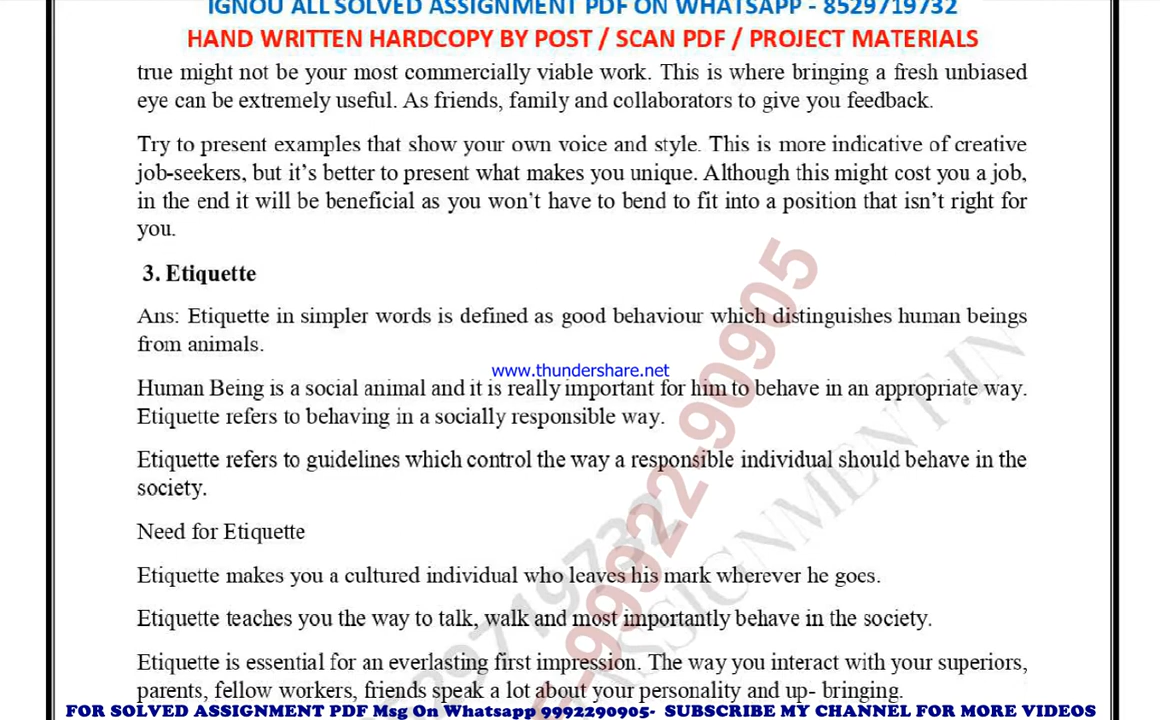 IGNOU ALL SOLVED ASSIGNMENT PDF ON WHATSAPP - 8529719732
HAND WRITTEN HARDCOPY BY POST / SCAN PDF / PROJECT MATERIALS
true might not be your most commercially viable work. This is where bringing a fresh unbiased
eye can be extremely useful. As friends, family and collaborators to give you feedback.
Try to present examples that show your own voice and style. This is more indicative of creative
job-seekers, but it's better to present what makes you unique. Although this might cost you a job,
in the end it will be beneficial as you won't have to bend to fit into a position that isn't right for
you.
3. Etiquette
Ans: Etiquette in simpler words is defined as good behaviour which distinguishes human beings
from animals.
www.thundershare.net
Human Being is a social animal and it is really important for him to behave in an appropriate way.
Etiquette refers to behaving in a socially responsible way.
Etiquette refers to guidelines which control the way a responsible individual should behave in the
society.
Need for Etiquette
Etiquette makes you a cultured individual who leaves his mark wherever he goes.
Etiquette teaches you the way to talk, walk and most importantly behave in the society.
Etiquette is essential for an everlasting first impression. The way you interact with your superiors,
parents, fellow workers, friends speak a lot about your personality and up- bringing.
FOR SOLVED ASSIGNMENT PDF Msg On Whatsapp 9992290905- SUBSCRIBE MY CHANNEL FOR MORE VIDEOS